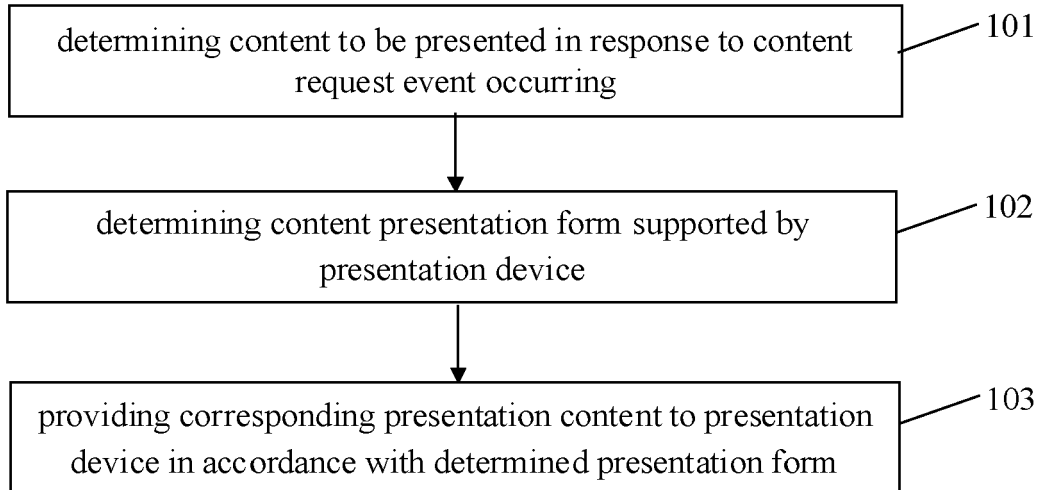 determining content to be presented in response to content
request event occurring
101
determining content presentation form supported by
presentation device
102
providing corresponding presentation content to presentation
device in accordance with determined presentation form
103